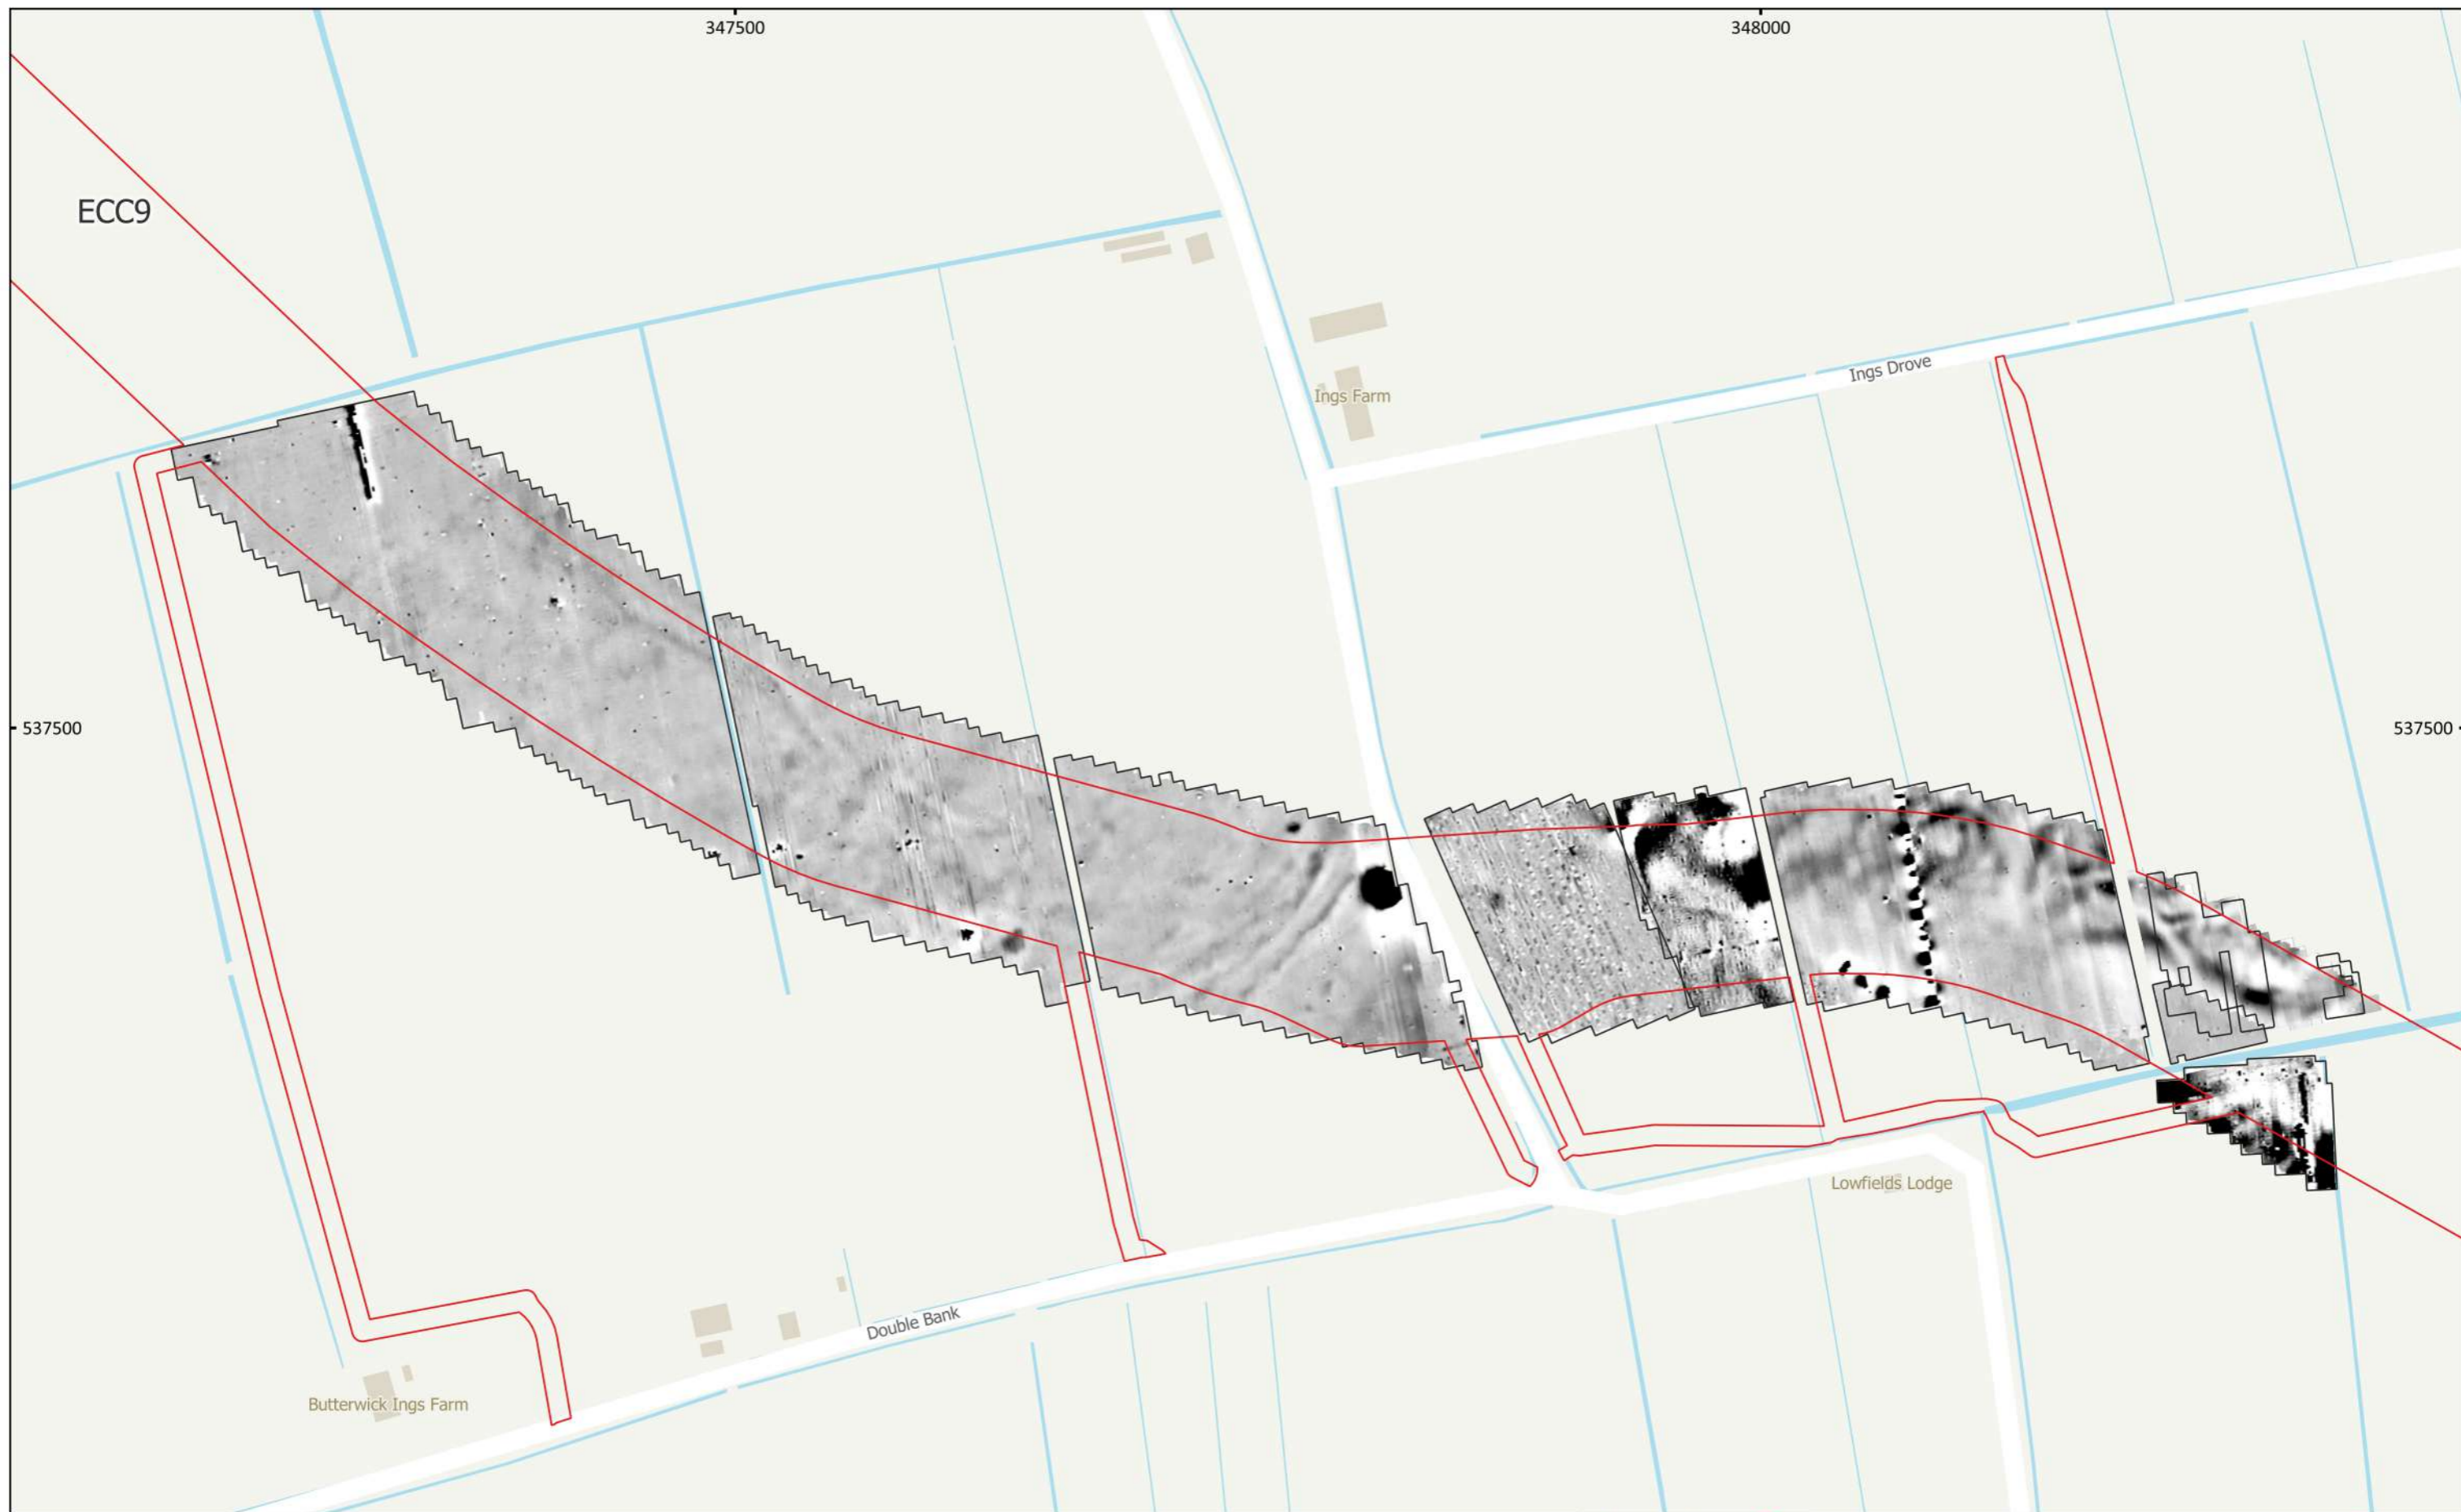 347500
348000
ECC9
Ings Drove
Ings Farm
537500
537500
Lowfields Lodge
Double Bank
Butterwick Ings Farm